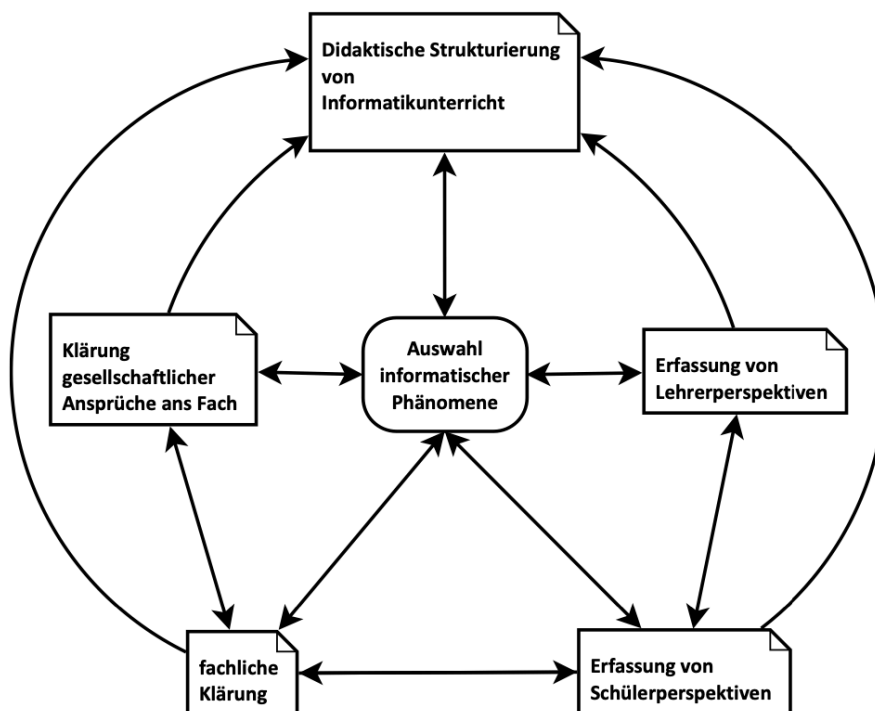 Didaktische Strukturierung
von
Informatikunterricht
Klärung
gesellschaftlicher
Ansprüche ans Fach
Auswahl
informatischer
Phänomene
Erfassung von
Lehrerperspektiven
fachliche
Klärung
Erfassung von
Schülerperspektiven